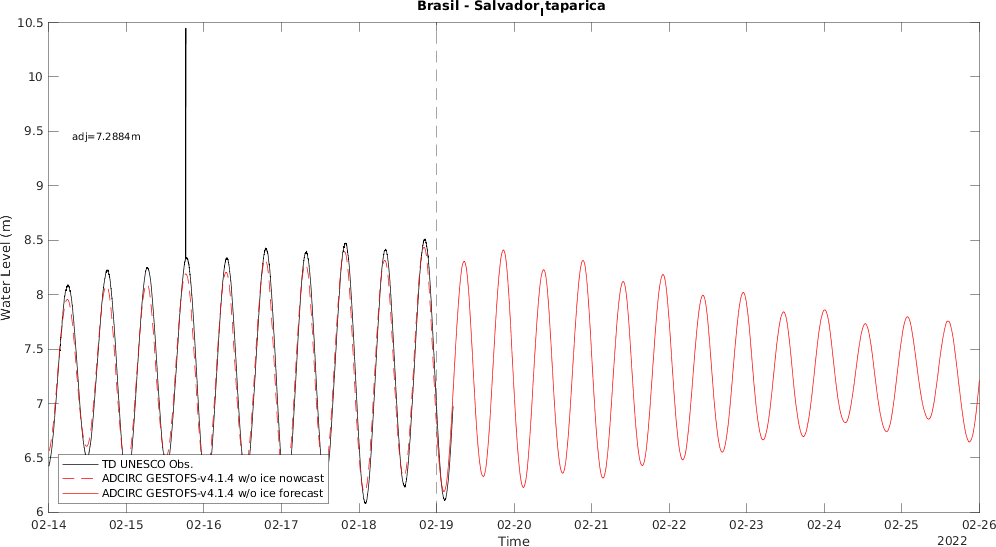 Brasil - Salvador_Itaparica
10.5
10
9.5
9
8.5
8
7.5
7
6.5
6
Water Level (m)
adj=7.2884m
TD UNESCO Obs.
ADCIRC GESTOFS-v4.1.4 w/o ice nowcast
ADCIRC GESTOFS-v4.1.4 w/o ice forecast
02-14 02-15 02-16 02-17 02-18 02-19 02-20 02-21 02-22 02-23 02-24 02-25 02-26
Time
2022